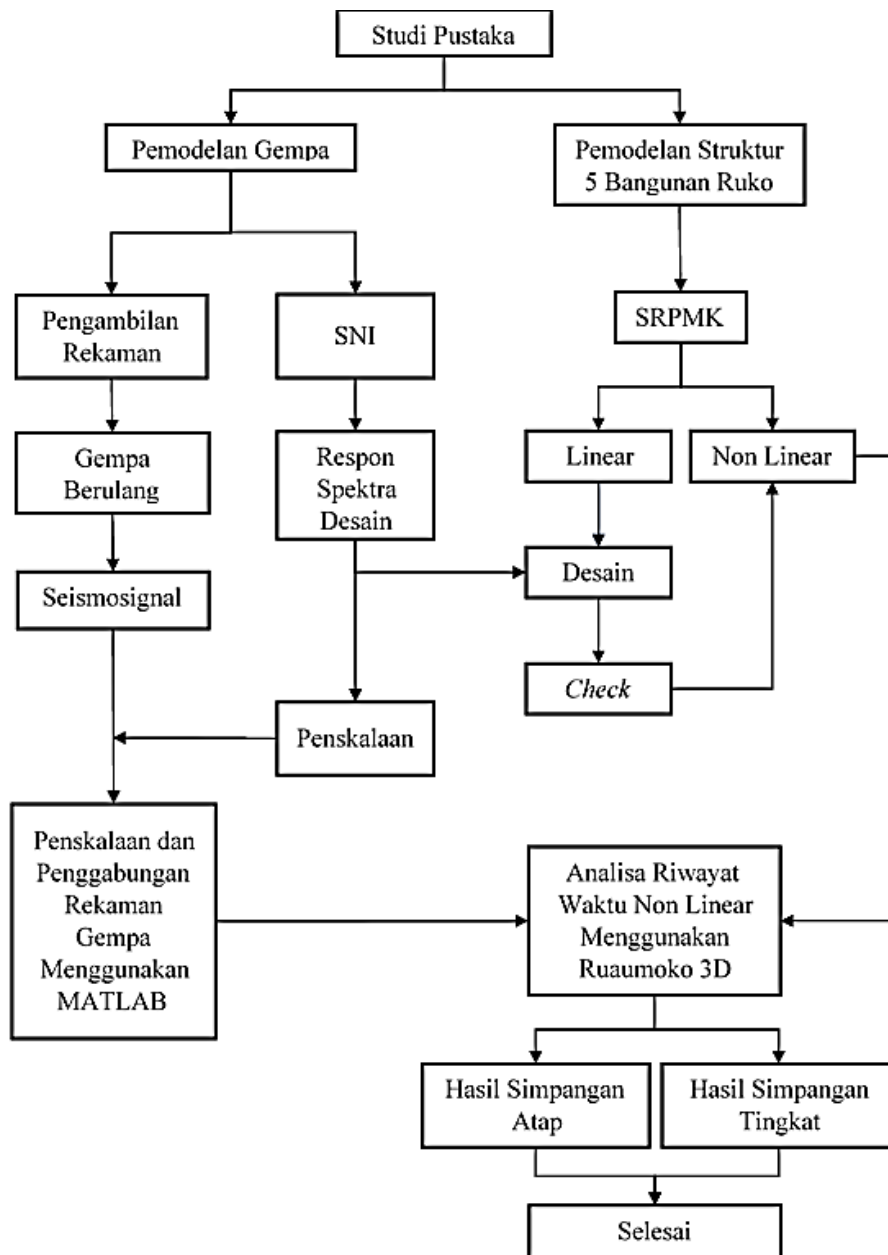 Studi Pustaka
Pemodelan Gempa
Pemodelan Struktur
5 Bangunan Ruko
Pengambilan
Rekaman
SNI
SRPMK
Gempa
Berulang
Respon
Spektra
Desain
Linear
Non Linear
Seismosignal
Desain
Check
Penskalaan
Penskalaan dan
Penggabungan
Rekaman
Gempa
Menggunakan
MATLAB
Analisa Riwayat
Waktu Non Linear
Menggunakan
Ruaumoko 3D
Hasil Simpangan
Atap
Hasil Simpangan
Tingkat
Selesai